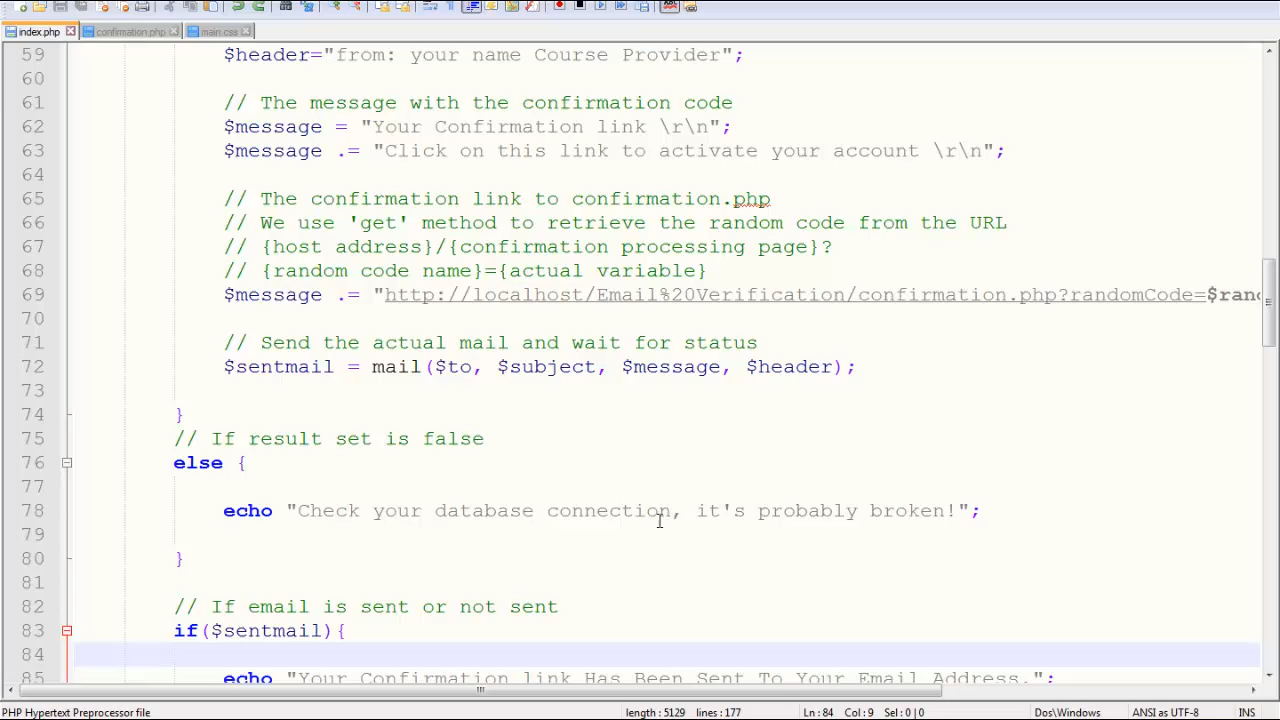 index.php confirmation.php main.css
59 $header="from: your name Course Provider";
60
61 // The message with the confirmation code
62 $message = "Your Confirmation link \r\n";
63 $message .= "Click on this link to activate your account \r\n";
64
65 // The confirmation link to confirmation.php
66 // We use 'get' method to retrieve the random code from the URL
67 // {host address}/{confirmation processing page}?
68 // {random code name}={actual variable}
69 $message .= "http://localhost/Email%20Verification/confirmation.php?randomCode=$rand
70
71 // Send the actual mail and wait for status
72 $sentmail = mail($to, $subject, $message, $header);
73
74 }
75 // If result set is false
76 else {
77
78 echo "Check your database connection, it's probably broken!";
79
80 }
81
82 // If email is sent or not sent
83 if($sentmail){
84
85 echo "Your Confirmation link Has Been Sent To Your Email Address.";
PHP Hypertext Preprocessor file length : 5129 lines : 177 Ln : 84 Col : 9 Sel : 0 | 0 Dos\Windows ANSI as UTF-8 INS